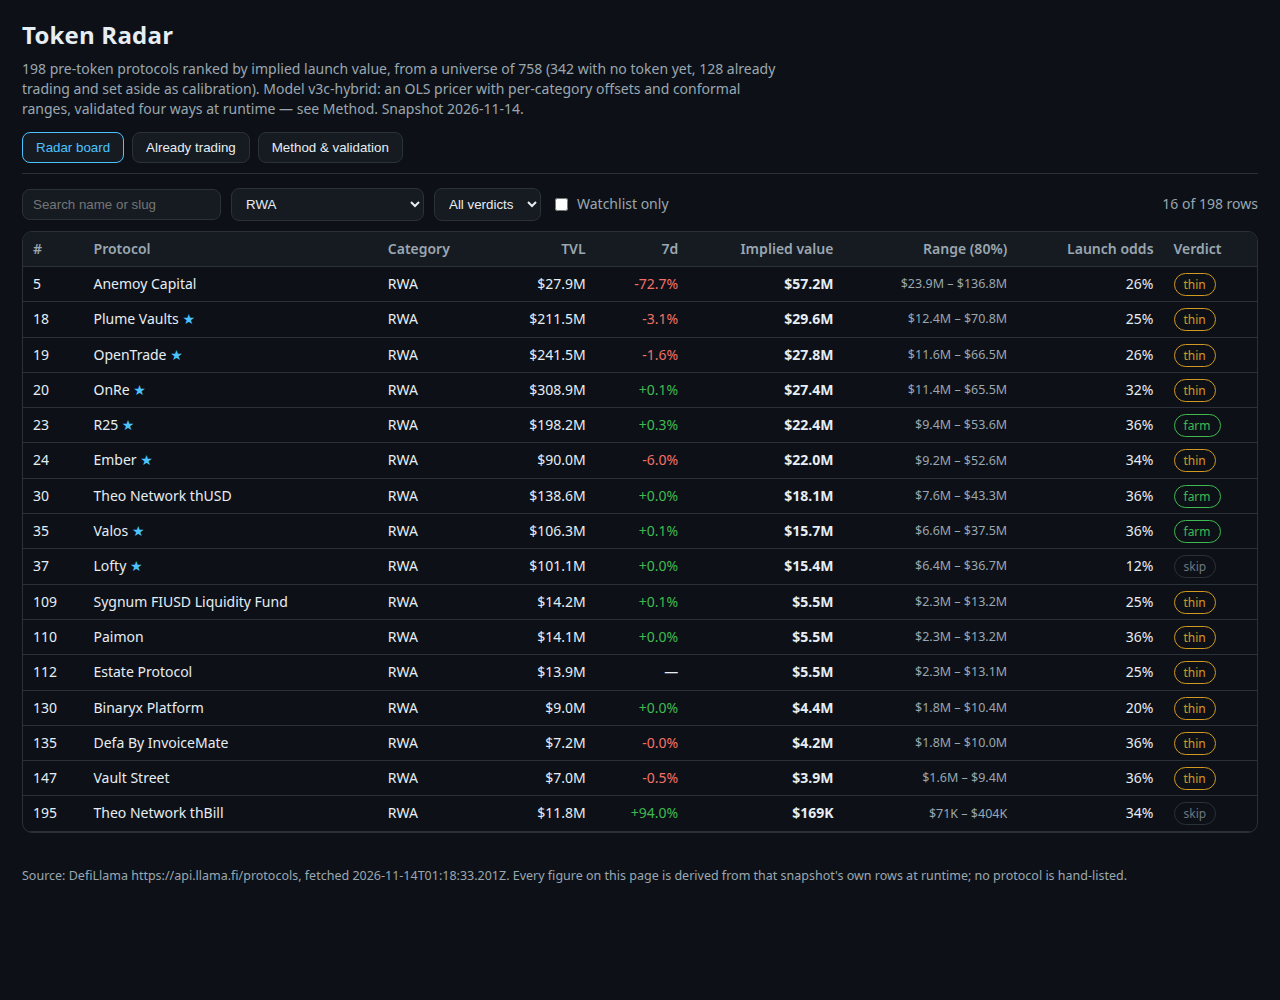 Token Radar
198 pre-token protocols ranked by implied launch value, from a universe of 758 (342 with no token yet, 128 already
trading and set aside as calibration). Model v3c-hybrid: an OLS pricer with per-category offsets and conformal
ranges, validated four ways at runtime — see Method. Snapshot 2026-11-14.
Radar board Already trading Method & validation
Search name or slug RWA All verdicts Watchlist only 16 of 198 rows
# Protocol Category TVL 7d Implied value Range (80%) Launch odds Verdict
5 Anemoy Capital RWA $27.9M -72.7% $57.2M $23.9M – $136.8M 26% thin
18 Plume Vaults ★ RWA $211.5M -3.1% $29.6M $12.4M – $70.8M 25% thin
19 OpenTrade ★ RWA $241.5M -1.6% $27.8M $11.6M – $66.5M 26% thin
20 OnRe ★ RWA $308.9M +0.1% $27.4M $11.4M – $65.5M 32% thin
23 R25 ★ RWA $198.2M +0.3% $22.4M $9.4M – $53.6M 36% farm
24 Ember ★ RWA $90.0M -6.0% $22.0M $9.2M – $52.6M 34% thin
30 Theo Network thUSD RWA $138.6M +0.0% $18.1M $7.6M – $43.3M 36% farm
35 Valos ★ RWA $106.3M +0.1% $15.7M $6.6M – $37.5M 36% farm
37 Lofty ★ RWA $101.1M +0.0% $15.4M $6.4M – $36.7M 12% skip
109 Sygnum FIUSD Liquidity Fund RWA $14.2M +0.1% $5.5M $2.3M – $13.2M 25% thin
110 Paimon RWA $14.1M +0.0% $5.5M $2.3M – $13.2M 36% thin
112 Estate Protocol RWA $13.9M — $5.5M $2.3M – $13.1M 25% thin
130 Binaryx Platform RWA $9.0M +0.0% $4.4M $1.8M – $10.4M 20% thin
135 Defa By InvoiceMate RWA $7.2M -0.0% $4.2M $1.8M – $10.0M 36% thin
147 Vault Street RWA $7.0M -0.5% $3.9M $1.6M – $9.4M 36% thin
195 Theo Network thBill RWA $11.8M +94.0% $169K $71K – $404K 34% skip
Source: DefiLlama https://api.llama.fi/protocols, fetched 2026-11-14T01:18:33.201Z. Every figure on this page is derived from that snapshot's own rows at runtime; no protocol is hand-listed.